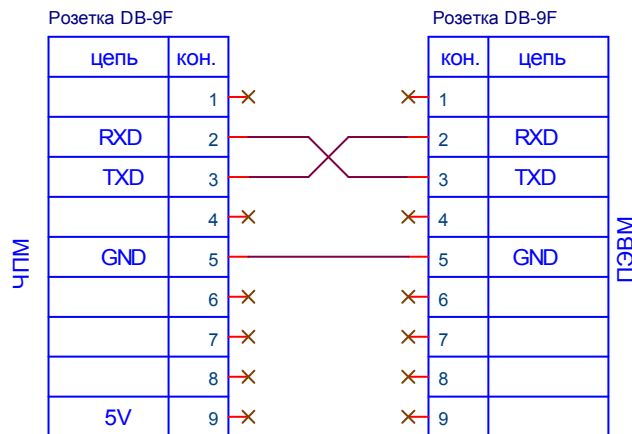 Розетка DB-9F Розетка DB-9F
цепь кон. кон. цепь
1 1
RXD 2 2 RXD
TXD 3 3 TXD
4 4
GND 5 5 GND
6 6
7 7
8 8
5V 9 9
ЧПМ
ПЭВМ